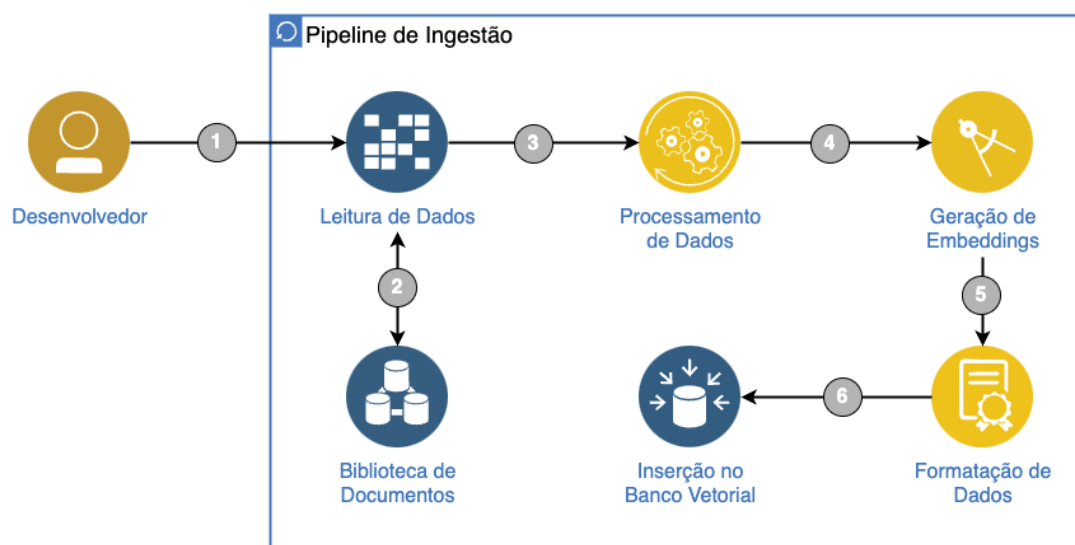 Pipeline de Ingestão
1
3
4
Desenvolvedor
Leitura de Dados
Processamento
de Dados
Geração de
Embeddings
2
5
6
Biblioteca de
Documentos
Inserção no
Banco Vetorial
Formatação de
Dados